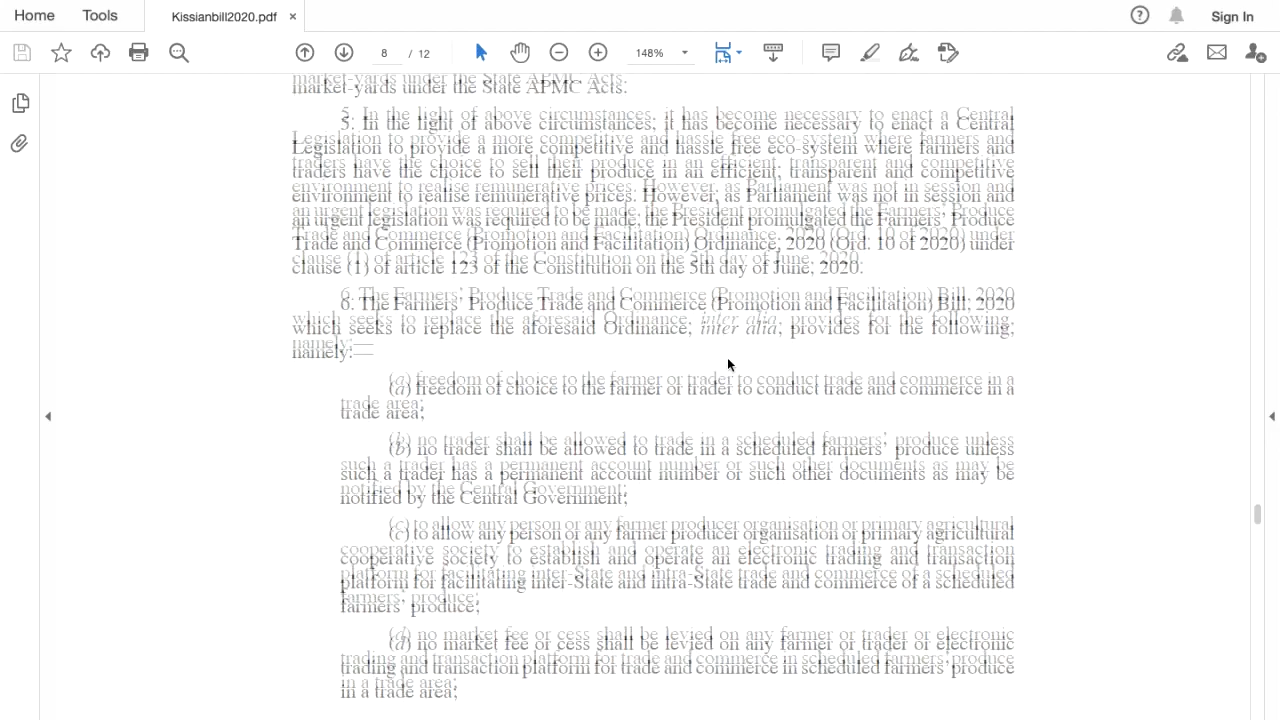 Home Tools Kissianbill2020.pdf × Sign In
8 / 12 148%
market-yards under the State APMC Acts.
5. In the light of above circumstances, it has become necessary to enact a Central
Legislation to provide a more competitive and hassle free eco-system where farmers and
traders have the choice to sell their produce in an efficient, transparent and competitive
environment to realise remunerative prices. However, as Parliament was not in session and
an urgent legislation was required to be made, the President promulgated the Farmers' Produce
Trade and Commerce (Promotion and Facilitation) Ordinance, 2020 (Ord. 10 of 2020) under
clause (1) of article 123 of the Constitution on the 5th day of June, 2020.
6. The Farmers' Produce Trade and Commerce (Promotion and Facilitation) Bill, 2020
which seeks to replace the aforesaid Ordinance, inter alia, provides for the following,
namely:—
(a) freedom of choice to the farmer or trader to conduct trade and commerce in a
trade area;
(b) no trader shall be allowed to trade in a scheduled farmers' produce unless
such a trader has a permanent account number or such other documents as may be
notified by the Central Government;
(c) to allow any person or any farmer producer organisation or primary agricultural
cooperative society to establish and operate an electronic trading and transaction
platform for facilitating inter-State and intra-State trade and commerce of a scheduled
farmers' produce;
(d) no market fee or cess shall be levied on any farmer or trader or electronic
trading and transaction platform for trade and commerce in scheduled farmers' produce
in a trade area;